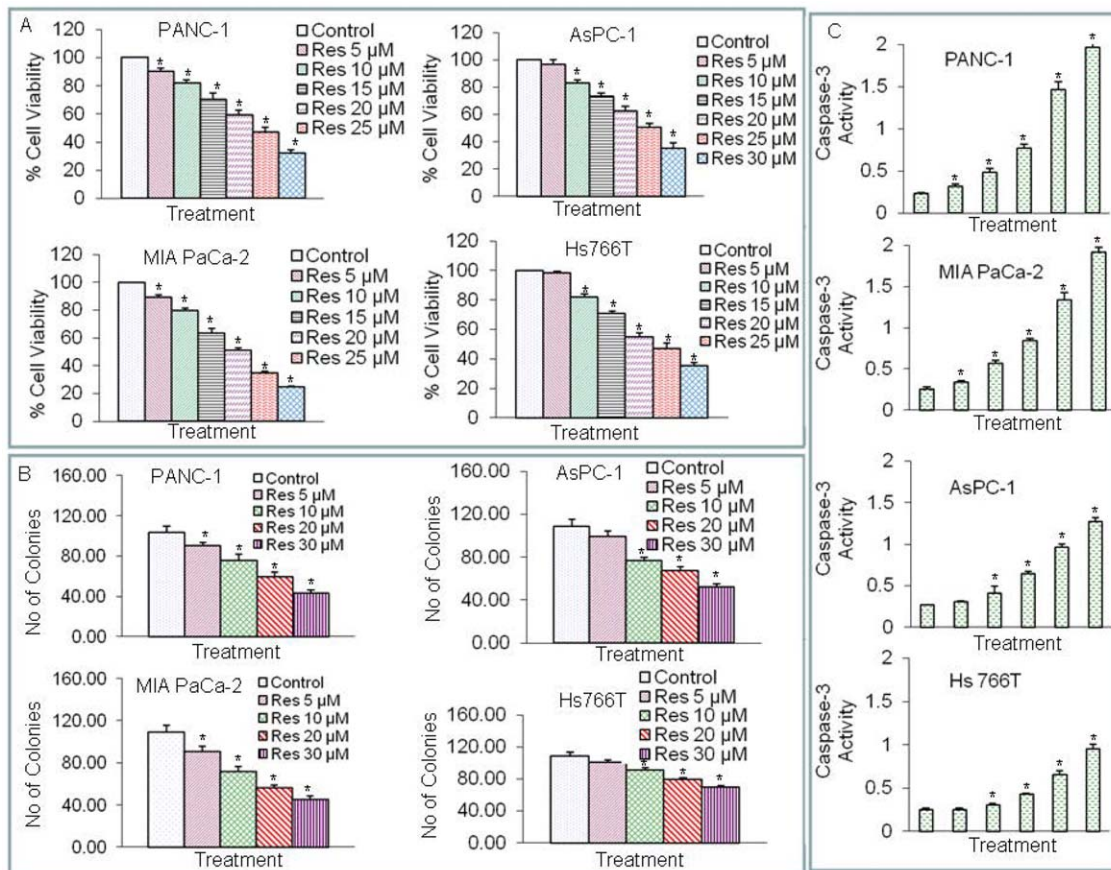 A
PANC-1
% Cell Viability
120
100
80
60
40
20
0
Treatment
Control
Res 5 µM
Res 10 µM
Res 15 µM
Res 20 µM
Res 25 µM
* * * * * *
AsPC-1
% Cell Viability
120
100
80
60
40
20
0
Treatment
Control
Res 5 µM
Res 10 µM
Res 15 µM
Res 20 µM
Res 25 µM
Res 30 µM
* * * * *
MIA PaCa-2
% Cell Viability
120
100
80
60
40
20
0
Treatment
Control
Res 5 µM
Res 10 µM
Res 15 µM
Res 20 µM
Res 25 µM
* * * * * *
Hs766T
% Cell Viability
120
100
80
60
40
20
0
Treatment
Control
Res 5 µM
Res 10 µM
Res 15 µM
Res 20 µM
Res 25 µM
* * * * *
B
PANC-1
No of Colonies
160.00
120.00
80.00
40.00
0.00
Treatment
Control
Res 5 µM
Res 10 µM
Res 20 µM
Res 30 µM
* * * *
AsPC-1
No of Colonies
160.00
120.00
80.00
40.00
0.00
Treatment
Control
Res 5 µM
Res 10 µM
Res 20 µM
Res 30 µM
* * *
MIA PaCa-2
No of Colonies
160.00
120.00
80.00
40.00
0.00
Treatment
Control
Res 5 µM
Res 10 µM
Res 20 µM
Res 30 µM
* * * *
Hs766T
No of Colonies
160.00
120.00
80.00
40.00
0.00
Treatment
Control
Res 5 µM
Res 10 µM
Res 20 µM
Res 30 µM
* * *
C
PANC-1
Caspase-3
Activity
2
1.5
1
0.5
0
Treatment
* * * * *
MIA PaCa-2
Caspase-3
Activity
2
1.5
1
0.5
0
Treatment
* * * * *
AsPC-1
Caspase-3
Activity
2
1.5
1
0.5
0
Treatment
* * * *
Hs 766T
Caspase-3
Activity
2
1.5
1
0.5
0
Treatment
* * * *